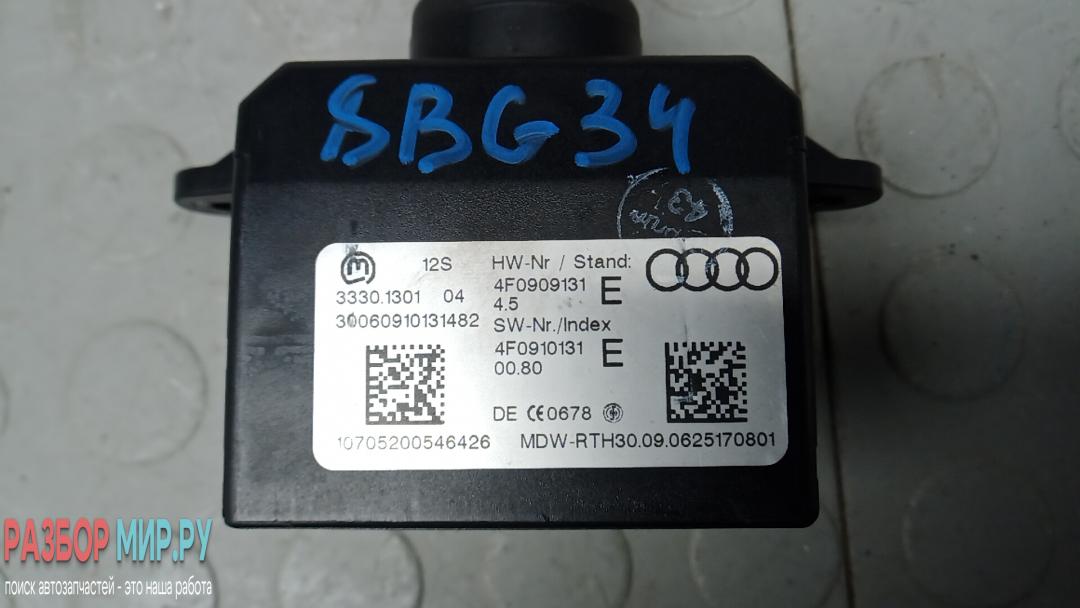 SBG34
12S HW-Nr / Stand:
3330.1301 04 4F0909131 E
4.5
30060910131482 SW-Nr./Index
4F0910131 E
00.80
DE CE0678
10705200546426 MDW-RTH30.09.0625170801
РАЗБОР МИР.РУ
поиск автозапчастей - это наша работа